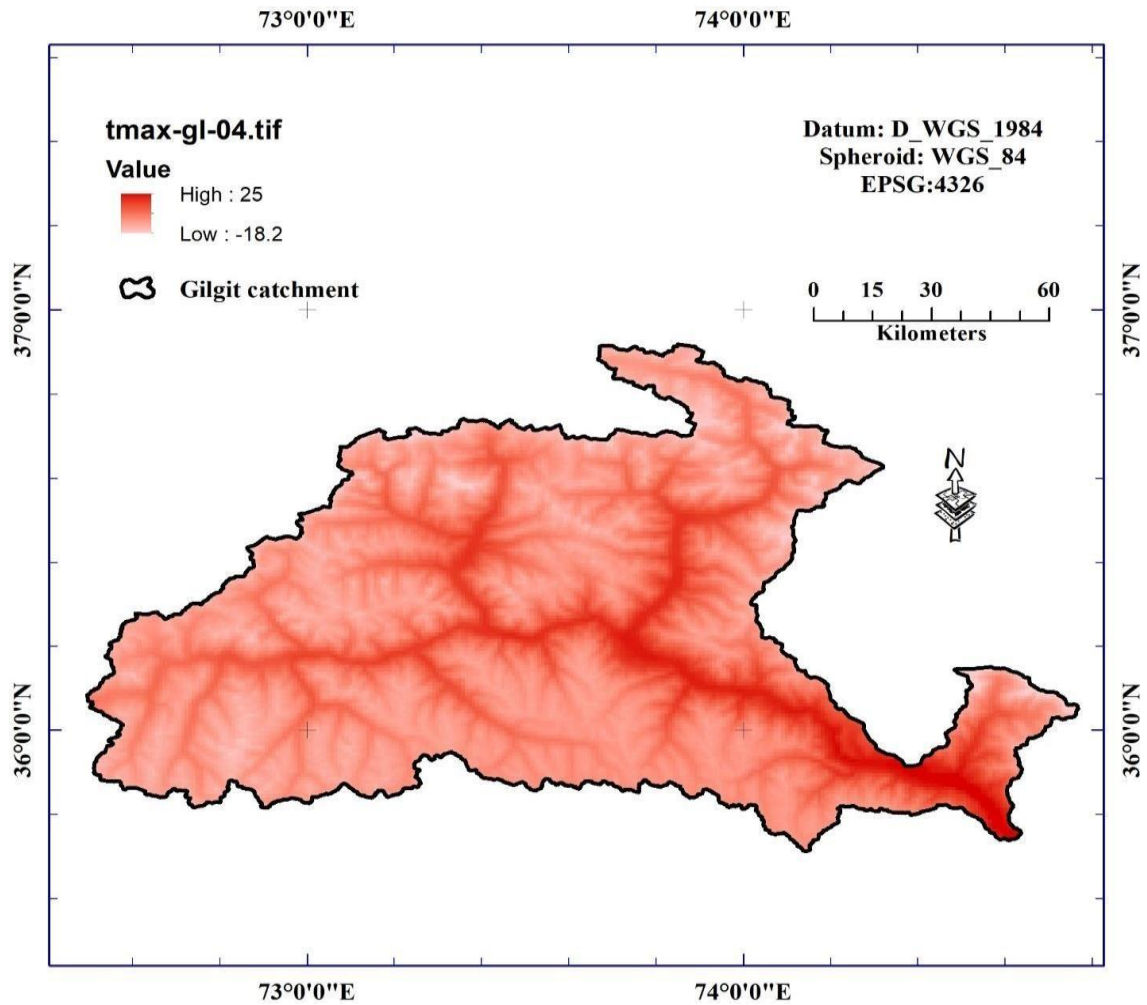 73°0'0"E
74°0'0"E
tmax-gl-04.tif
Value
High : 25
Low : -18.2
Gilgit catchment
Datum: D_WGS_1984
Spheroid: WGS_84
EPSG:4326
0 15 30 60
Kilometers
37°0'0"N
37°0'0"N
N
36°0'0"N
36°0'0"N
73°0'0"E
74°0'0"E